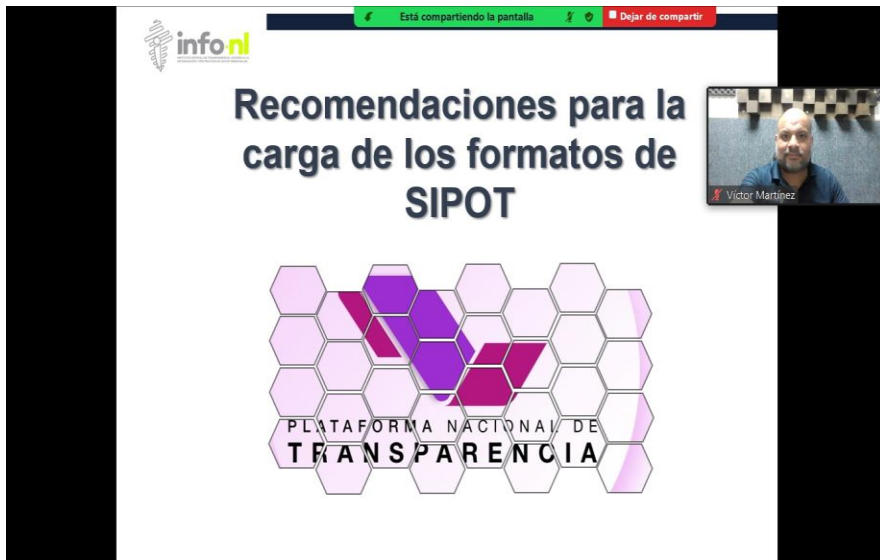 Está compartiendo la pantalla
Dejar de compartir
info nl
Recomendaciones para la
carga de los formatos de
SIPOT
Víctor Martínez
PLATAFORMA NACIONAL DE
TRANSPARENCIA